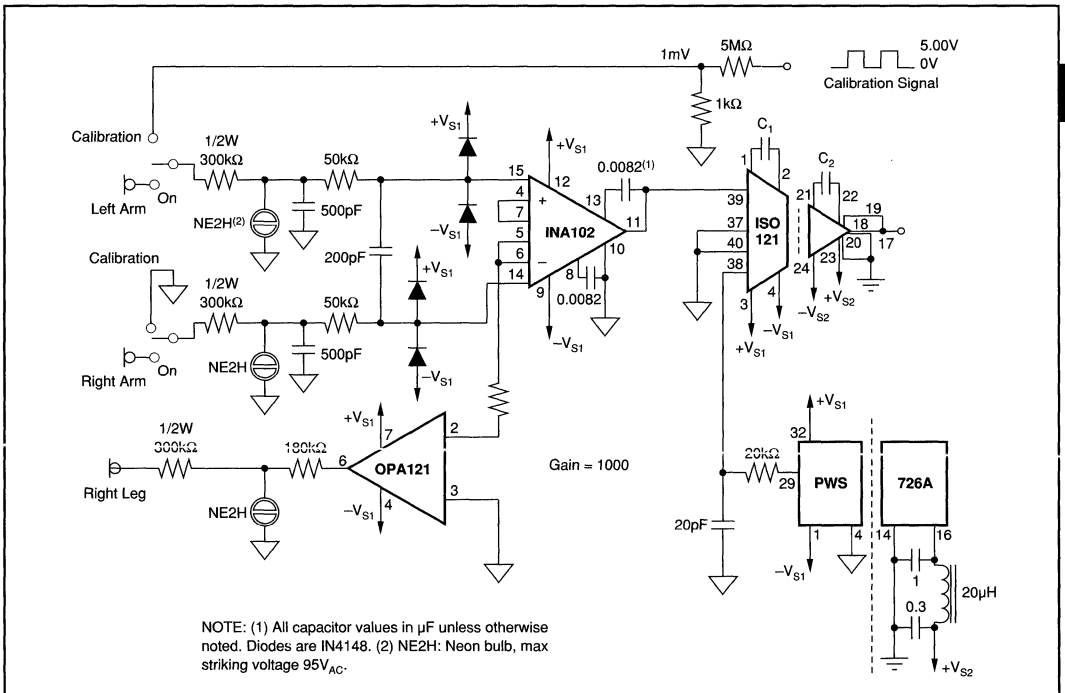 1mV
5MΩ
5.00V
0V
Calibration Signal
1kΩ
Calibration
1/2W
300kΩ
50kΩ
On
Left Arm
NE2H(2)
500pF
200pF
+VS1
−VS1
15
4
7
5
6
14
+
−
INA102
12
+VS1
13
0.0082(1)
11
10
8
0.0082
9
−VS1
Calibration
1/2W
300kΩ
50kΩ
On
Right Arm
NE2H
500pF
+VS1
−VS1
C1
1
2
39
37
40
38
ISO
121
3
4
+VS1
−VS1
C2
21
22
19
18
17
20
23
24
−VS2
+VS2
1/2W
300kΩ
180kΩ
Right Leg
NE2H
+VS1
7
6
OPA121
2
3
4
−VS1
Gain = 1000
20kΩ
20pF
+VS1
32
29
PWS
1
4
−VS1
726A
14
16
1
20μH
0.3
+VS2
NOTE: (1) All capacitor values in μF unless otherwise
noted. Diodes are IN4148. (2) NE2H: Neon bulb, max
striking voltage 95VAC.